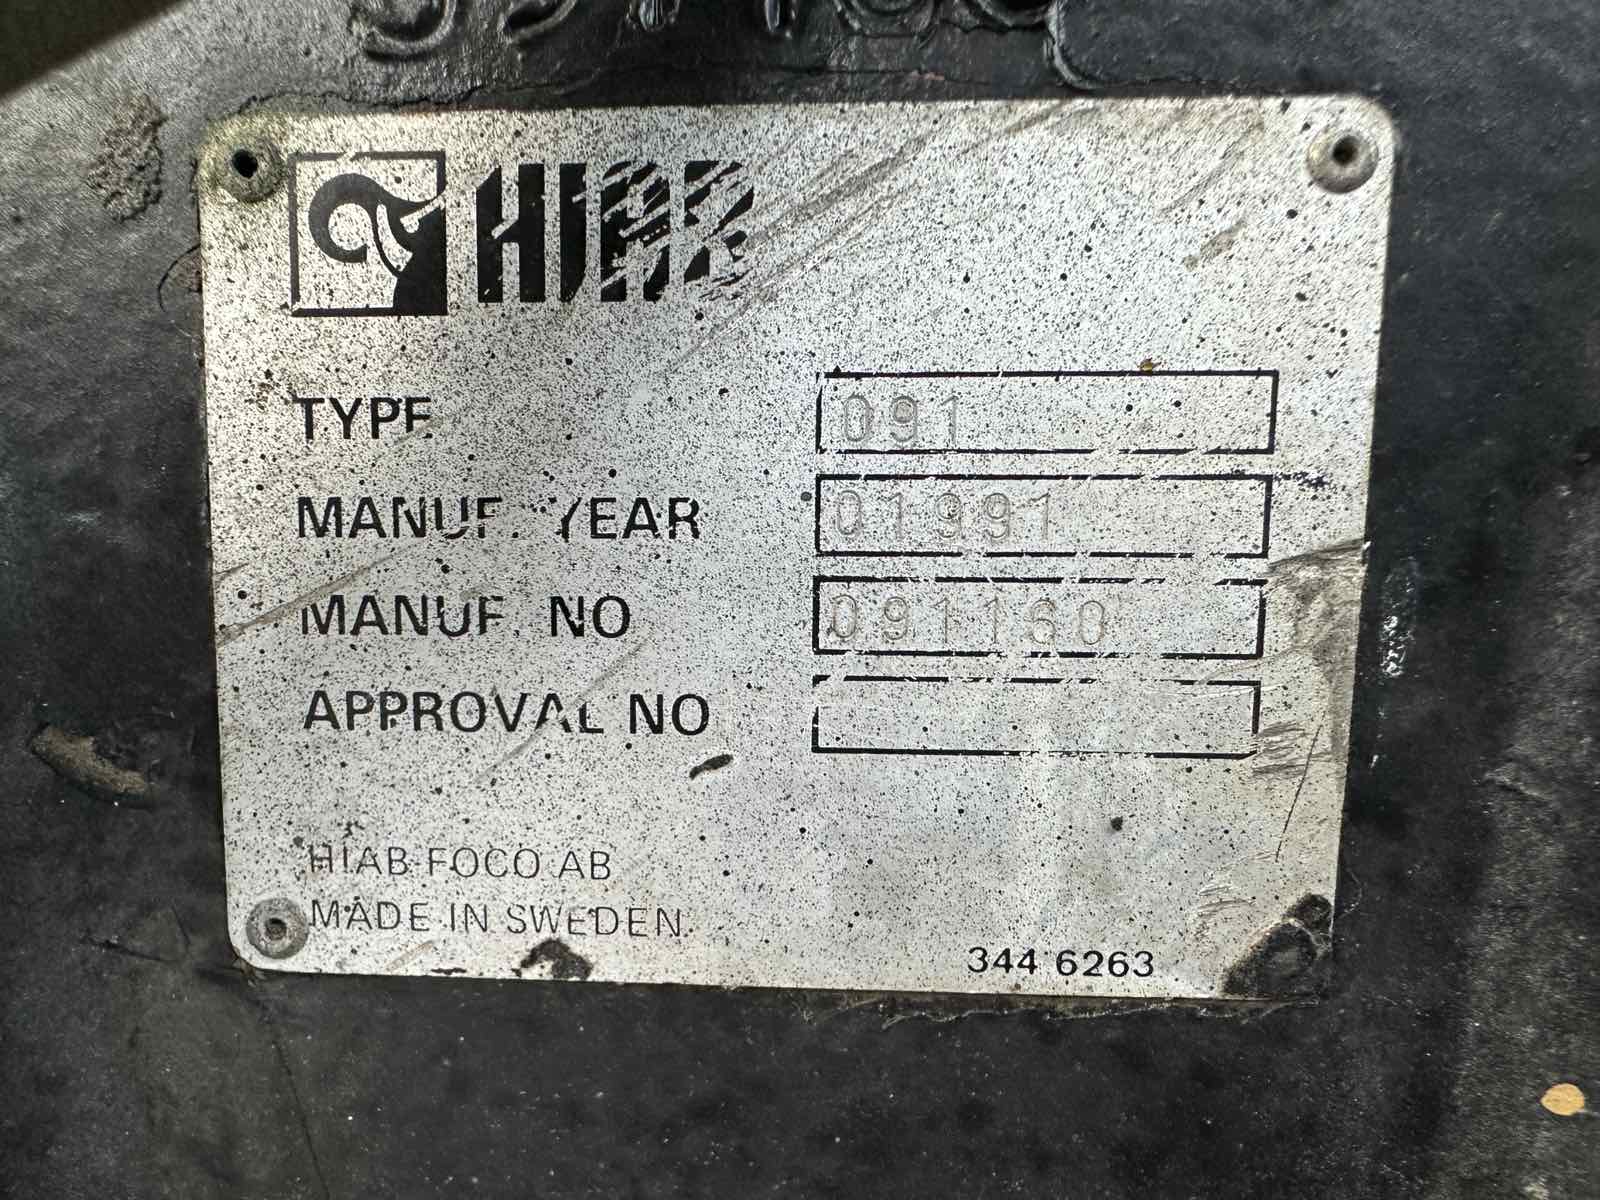 HIAB
TYPE 091
MANUF. YEAR 01991
MANUF. NO 091160
APPROVAL NO
HIAB-FOCO AB
MADE IN SWEDEN
344 6263